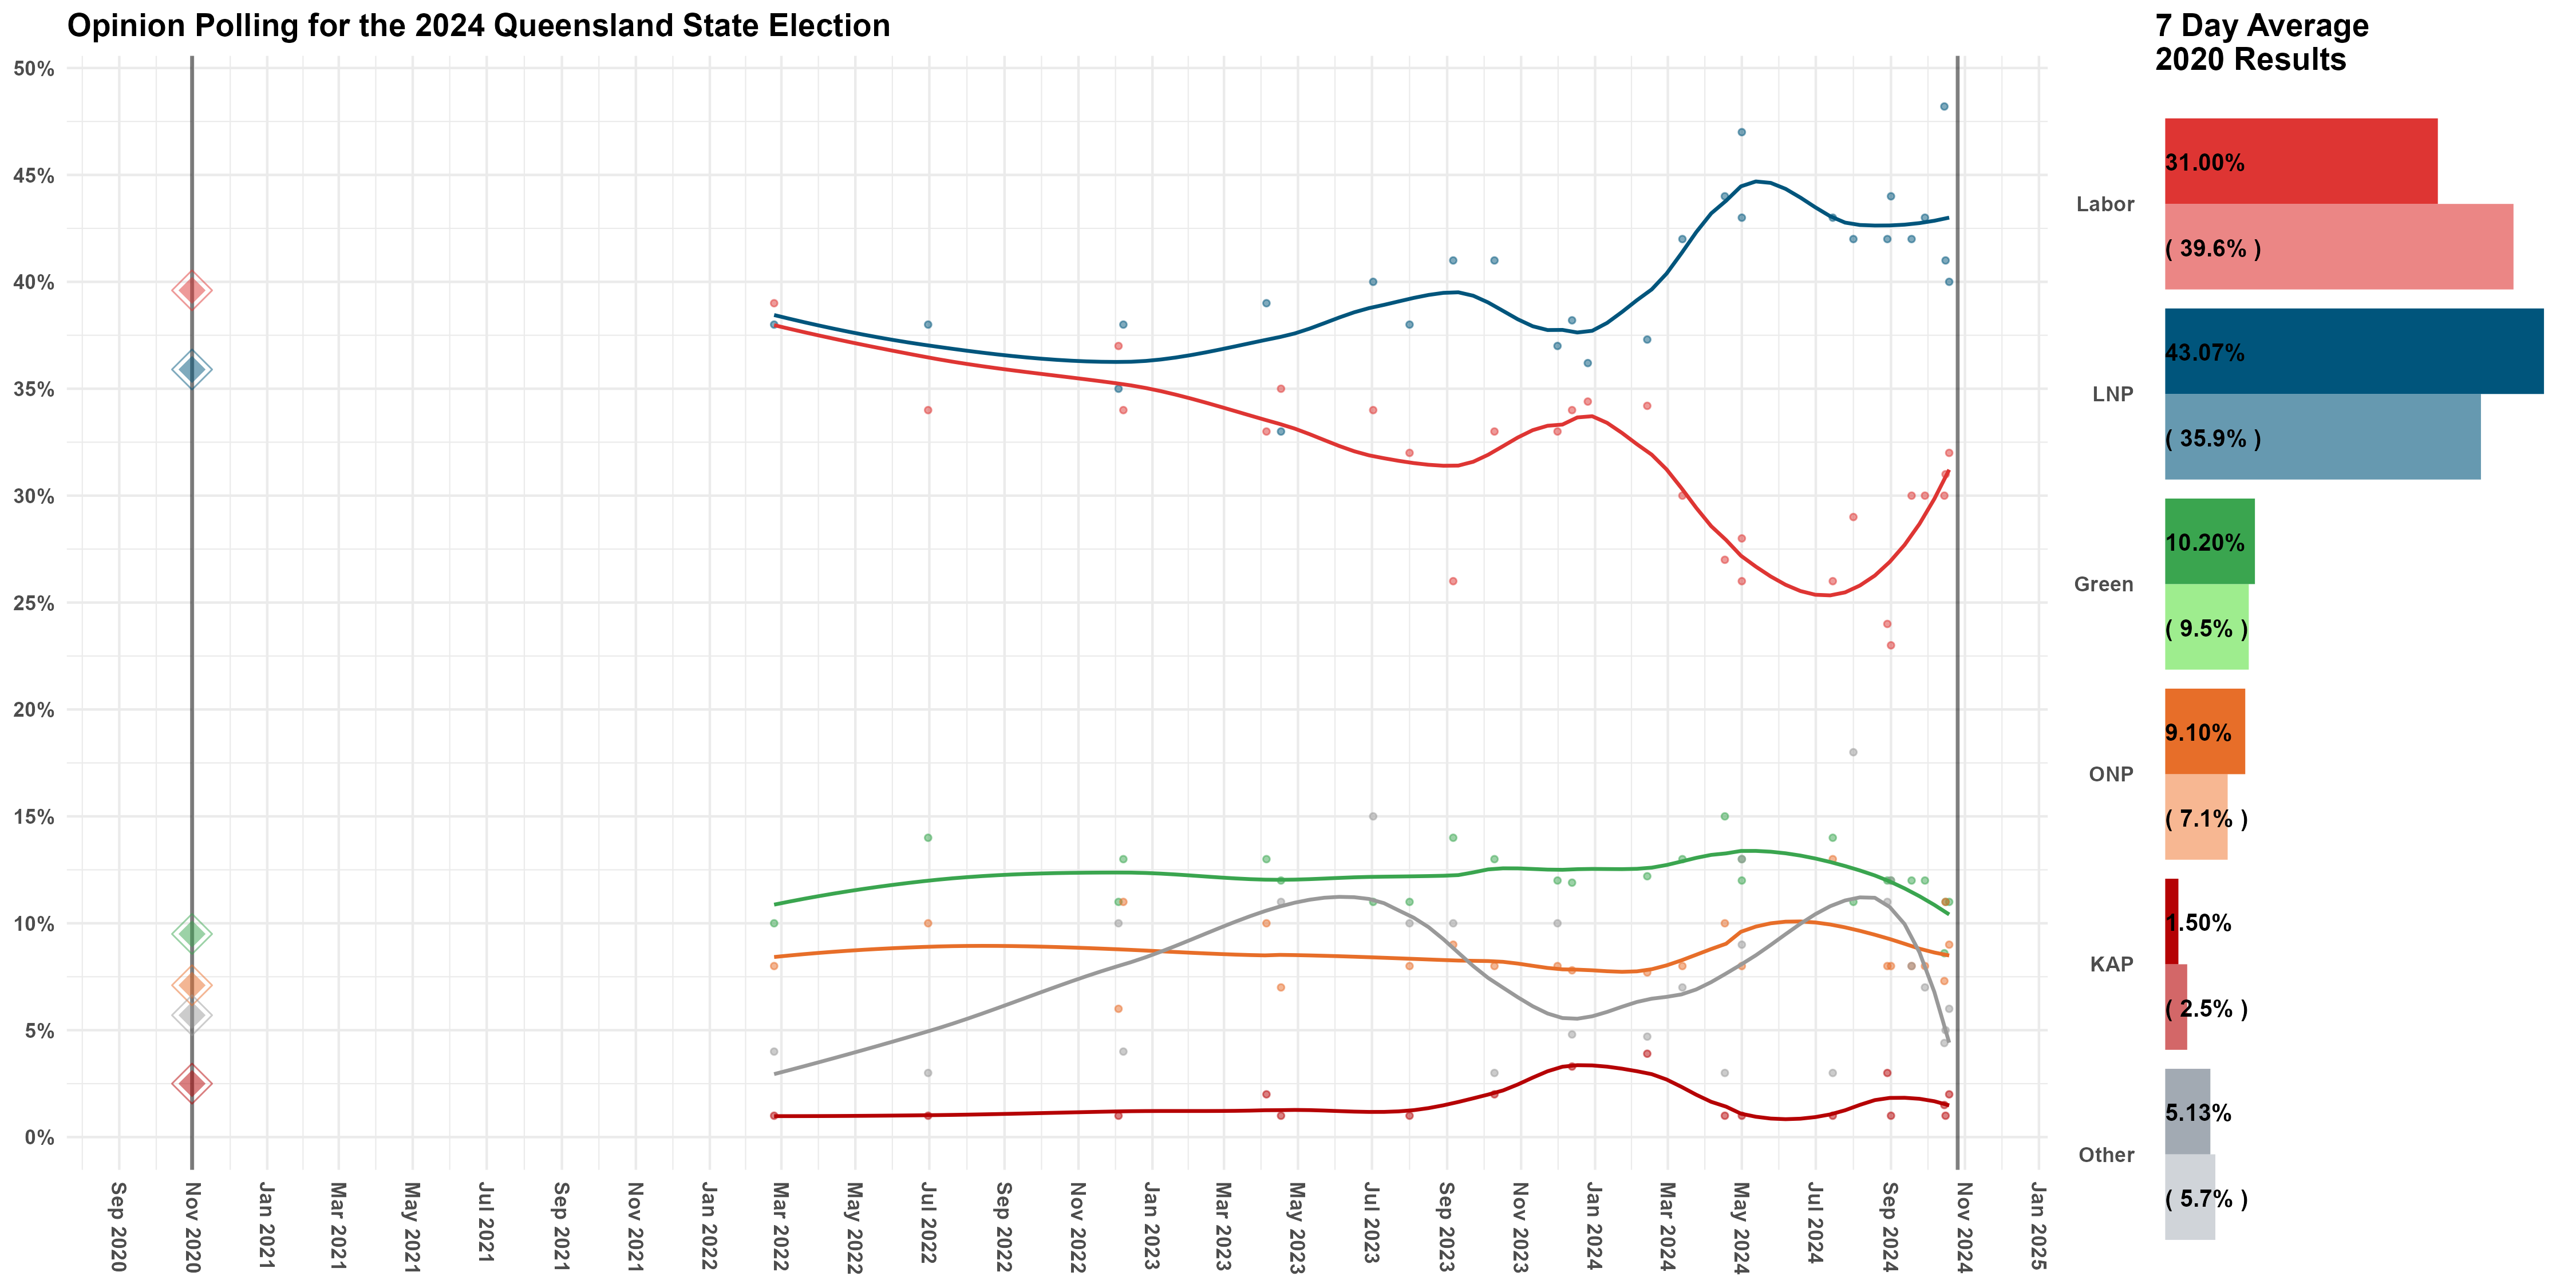 Opinion Polling for the 2024 Queensland State Election
50%
45%
40%
35%
30%
25%
20%
15%
10%
5%
0%
Sep 2020
Nov 2020
Jan 2021
Mar 2021
May 2021
Jul 2021
Sep 2021
Nov 2021
Jan 2022
Mar 2022
May 2022
Jul 2022
Sep 2022
Nov 2022
Jan 2023
Mar 2023
May 2023
Jul 2023
Sep 2023
Nov 2023
Jan 2024
Mar 2024
May 2024
Jul 2024
Sep 2024
Nov 2024
Jan 2025
7 Day Average
2020 Results
Labor
31.00%
( 39.6% )
LNP
43.07%
( 35.9% )
Green
10.20%
( 9.5% )
ONP
9.10%
( 7.1% )
KAP
1.50%
( 2.5% )
Other
5.13%
( 5.7% )